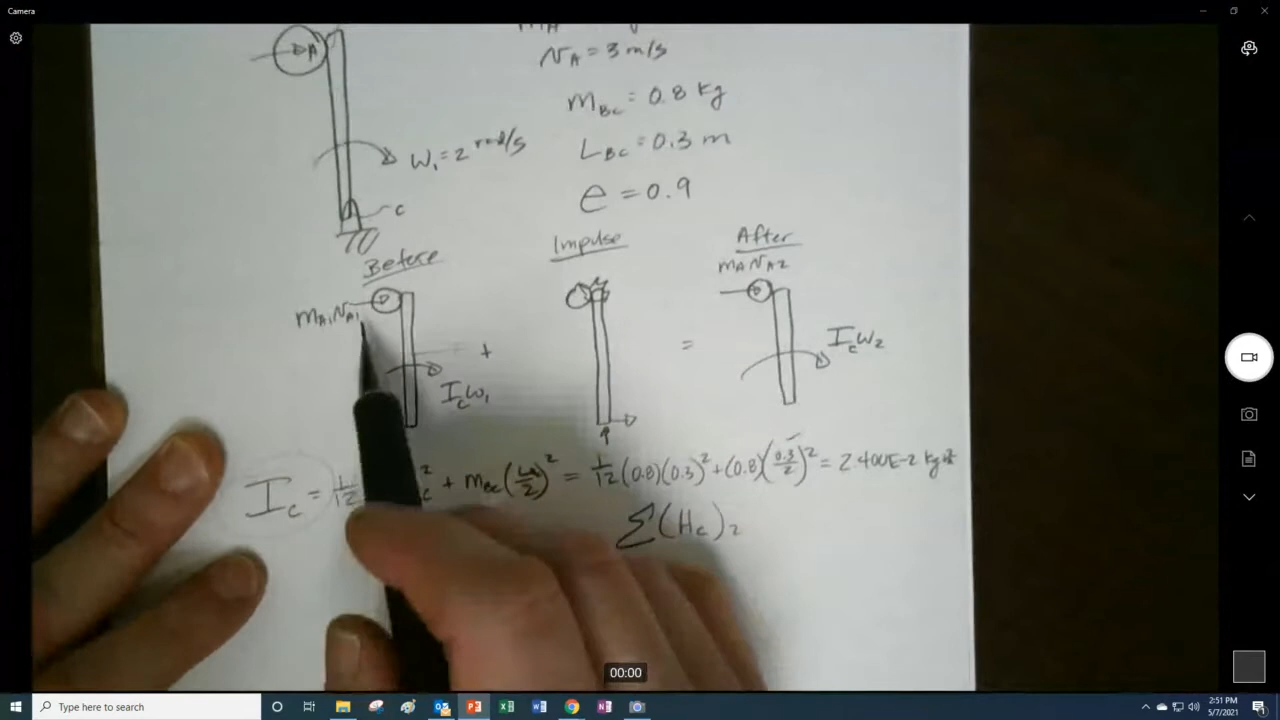 Camera
A
v_A = 3 m/s
m_BC = 0.8 kg
ω₁ = 2 rad/s
L_BC = 0.3 m
C
e = 0.9
Before
Impulse
After
m_A v_A2
m_A1 v_A1
+
=
I_C ω₂
I_C ω₁
I_C = 1/12
+ m_BC ( /2)² = 1/12 (0.8)(0.3)² + (0.8)(0.3/2)² = 2.400E-2
Σ(H_C)₂
00:00
Type here to search
2:51 PM
5/7/2021